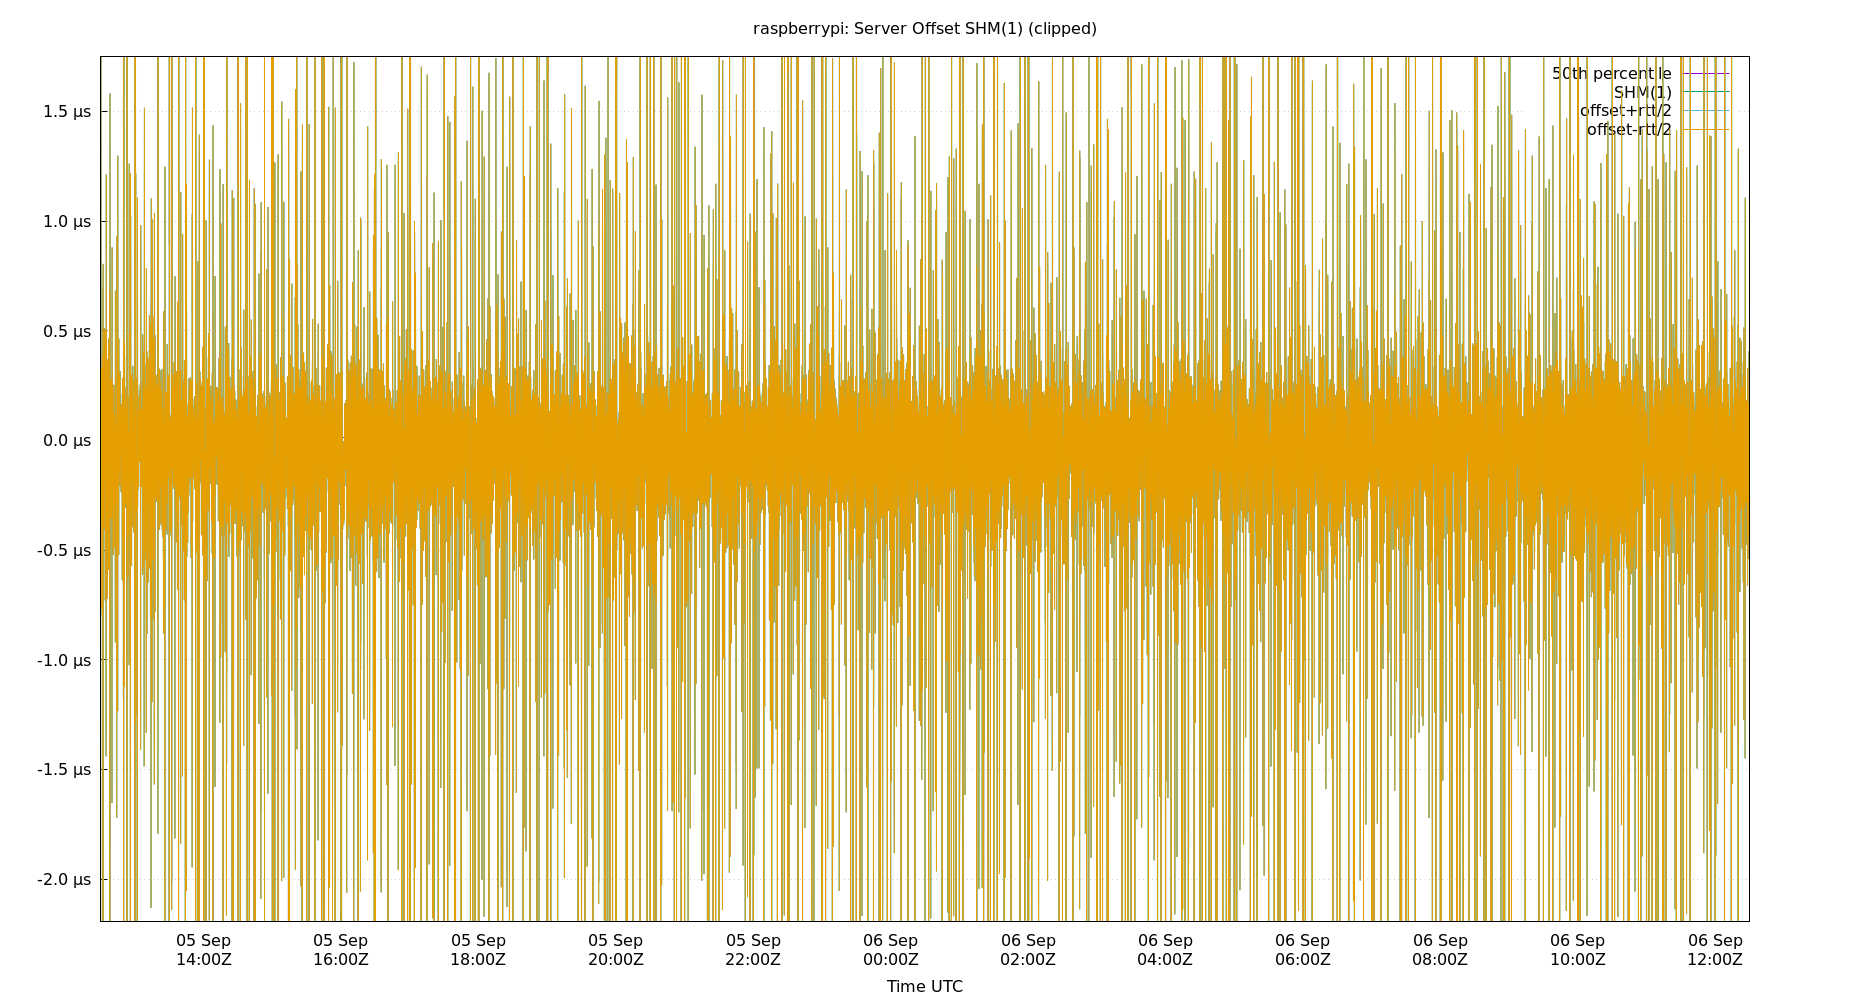 raspberrypi: Server Offset SHM(1) (clipped)
50th percentile
SHM(1)
offset+rtt/2
offset-rtt/2
1.5 µs
1.0 µs
0.5 µs
0.0 µs
-0.5 µs
-1.0 µs
-1.5 µs
-2.0 µs
05 Sep 05 Sep 05 Sep 05 Sep 05 Sep 06 Sep 06 Sep 06 Sep 06 Sep 06 Sep 06 Sep 06 Sep
14:00Z 16:00Z 18:00Z 20:00Z 22:00Z 00:00Z 02:00Z 04:00Z 06:00Z 08:00Z 10:00Z 12:00Z
Time UTC